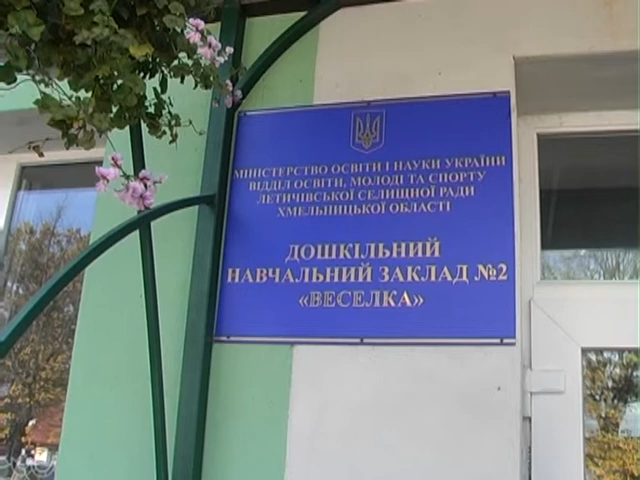 МІНІСТЕРСТВО ОСВІТИ І НАУКИ УКРАЇНИ
ВІДДІЛ ОСВІТИ, МОЛОДІ ТА СПОРТУ
ЛЕТИЧІВСЬКОЇ СЕЛИЩНОЇ РАДИ
ХМЕЛЬНИЦЬКОЇ ОБЛАСТІ
ДОШКІЛЬНИЙ
НАВЧАЛЬНИЙ ЗАКЛАД №2
«ВЕСЕЛКА»